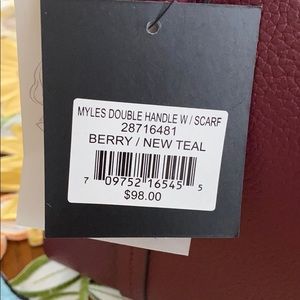 MYLES DOUBLE HANDLE W / SCARF
28716481
BERRY / NEW TEAL
7 09752 16545 5
$98.00